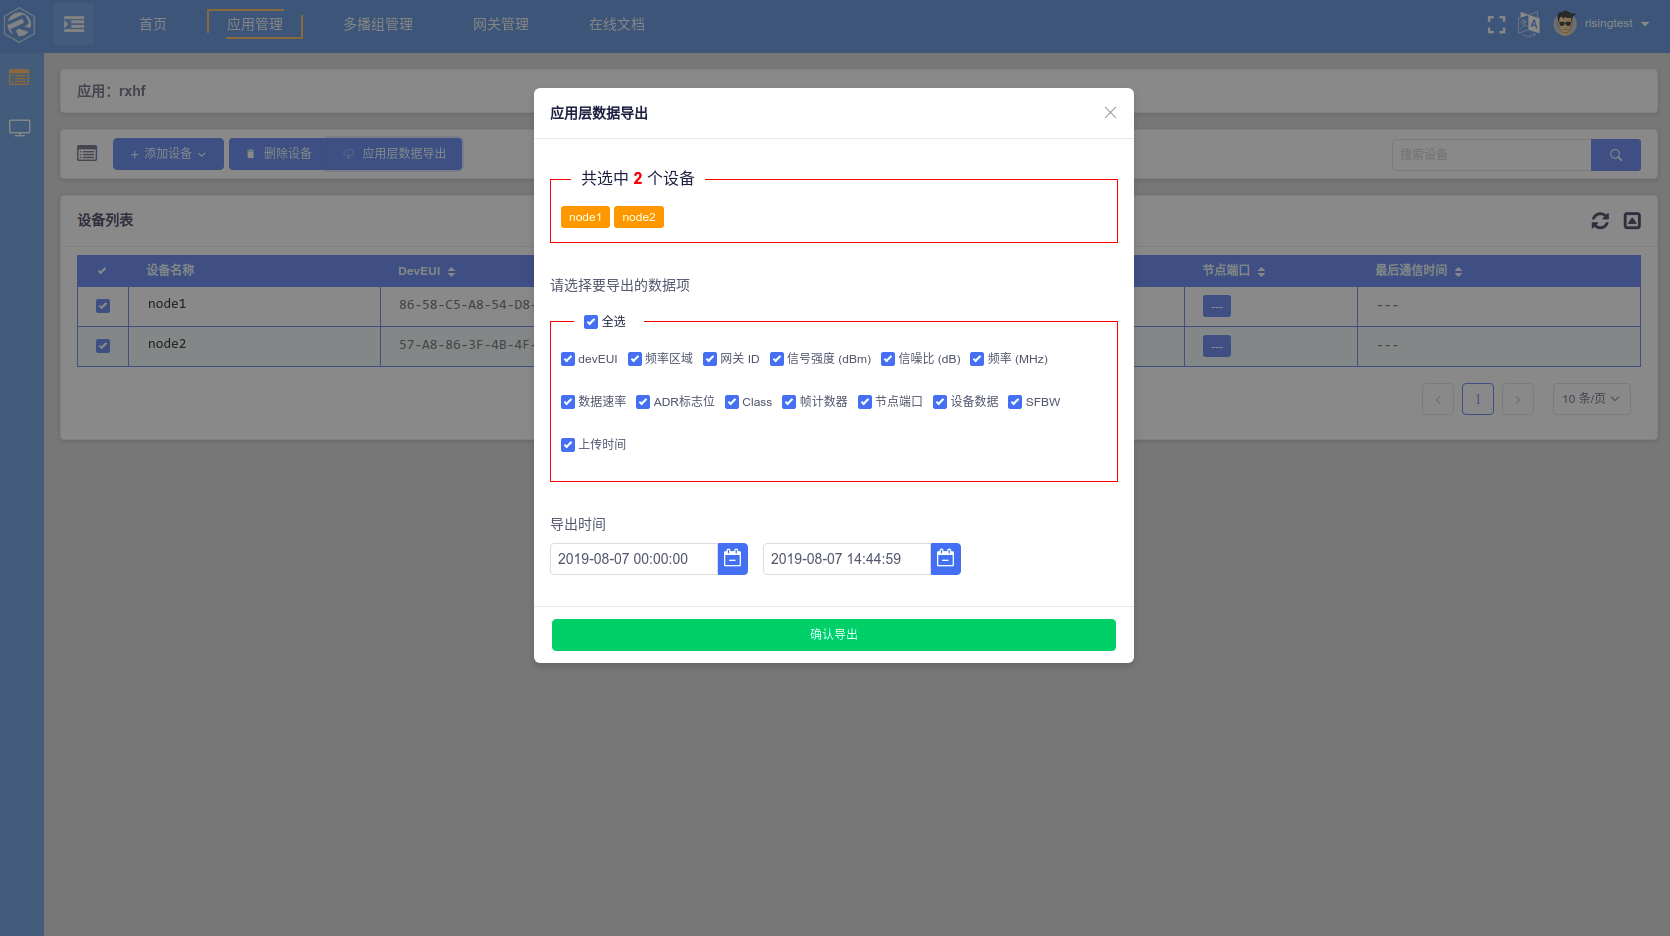 首页 应用管理 多播组管理 网关管理 在线文档 risingtest
应用：rxhf
应用层数据导出
+ 添加设备 删除设备 应用层数据导出 搜索设备
共选中 2 个设备
node1 node2
设备列表
设备名称 DevEUI 节点端口 最后通信时间
node1 86-58-C5-A8-54-D8- --- ---
node2 57-A8-86-3F-4B-4F- --- ---
请选择要导出的数据项
全选
devEUI 频率区域 网关 ID 信号强度 (dBm) 信噪比 (dB) 频率 (MHz)
数据速率 ADR标志位 Class 帧计数器 节点端口 设备数据 SFBW
上传时间
1 10 条/页
导出时间
2019-08-07 00:00:00 2019-08-07 14:44:59
确认导出